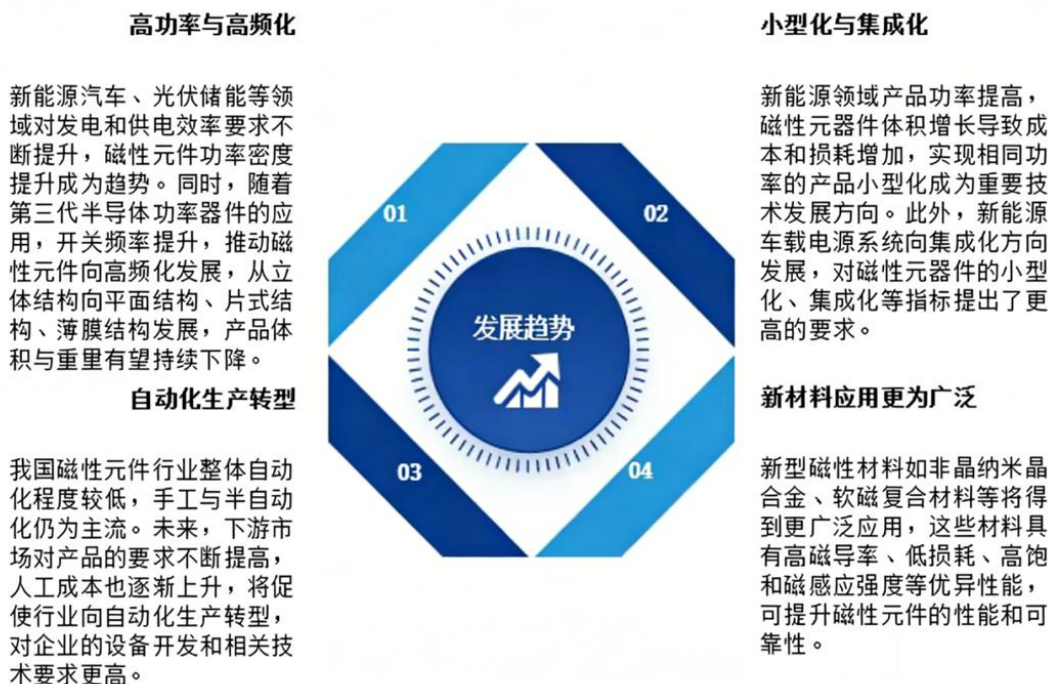 高功率与高频化
新能源汽车、光伏储能等领
域对发电和供电效率要求不
断提升，磁性元件功率密度
提升成为趋势。同时，随着
第三代半导体功率器件的应
用，开关频率提升，推动磁
性元件向高频化发展，从立
体结构向平面结构、片式结
构、薄膜结构发展，产品体
积与重里有望持续下降。
01
小型化与集成化
新能源领域产品功率提高，
磁性元器件体积增长导致成
本和损耗增加，实现相同功
率的产品小型化成为重要技
术发展方向。此外，新能源
车载电源系统向集成化方向
发展，对磁性元器件的小型
化、集成化等指标提出了更
高的要求。
02
发展趋势
自动化生产转型
我国磁性元件行业整体自动
化程度较低，手工与半自动
化仍为主流。未来，下游市
场对产品的要求不断提高，
人工成本也逐渐上升，将促
使行业向自动化生产转型，
对企业的设备开发和相关技
术要求更高。
03
新材料应用更为广泛
新型磁性材料如非晶纳米晶
合金、软磁复合材料等将得
到更广泛应用，这些材料具
有高磁导率、低损耗、高饱
和磁感应强度等优异性能，
可提升磁性元件的性能和可
靠性。
04